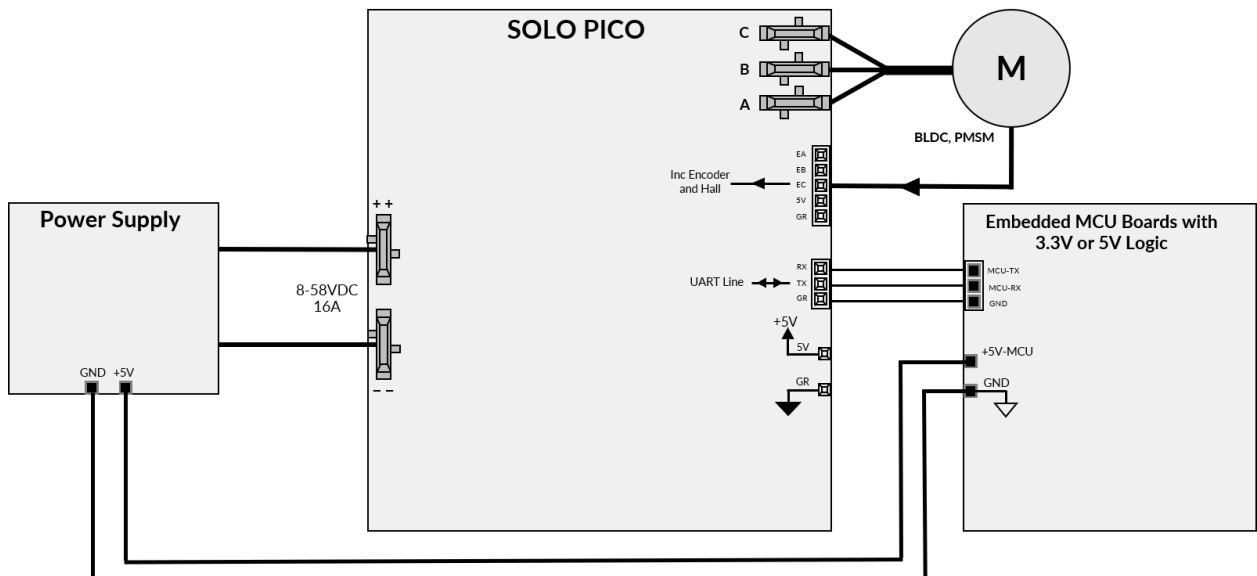 SOLO PICO
C
B
A
M
BLDC, PMSM
EA
EB
EC
5V
GR
Inc Encoder
and Hall
Power Supply
++
8-58VDC
16A
--
GND +5V
RX
TX
GR
UART Line
+5V
5V
GR
Embedded MCU Boards with
3.3V or 5V Logic
MCU-TX
MCU-RX
GND
+5V-MCU
GND